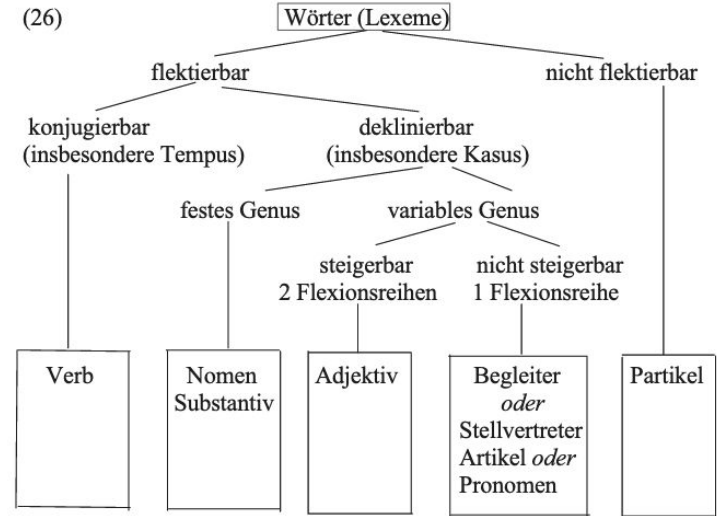 (26)
Wörter (Lexeme)
flektierbar
nicht flektierbar
konjugierbar
(insbesondere Tempus)
deklinierbar
(insbesondere Kasus)
festes Genus
variables Genus
steigerbar
2 Flexionsreihen
nicht steigerbar
1 Flexionsreihe
Verb
Nomen
Substantiv
Adjektiv
Begleiter
oder
Stellvertreter
Artikel oder
Pronomen
Partikel